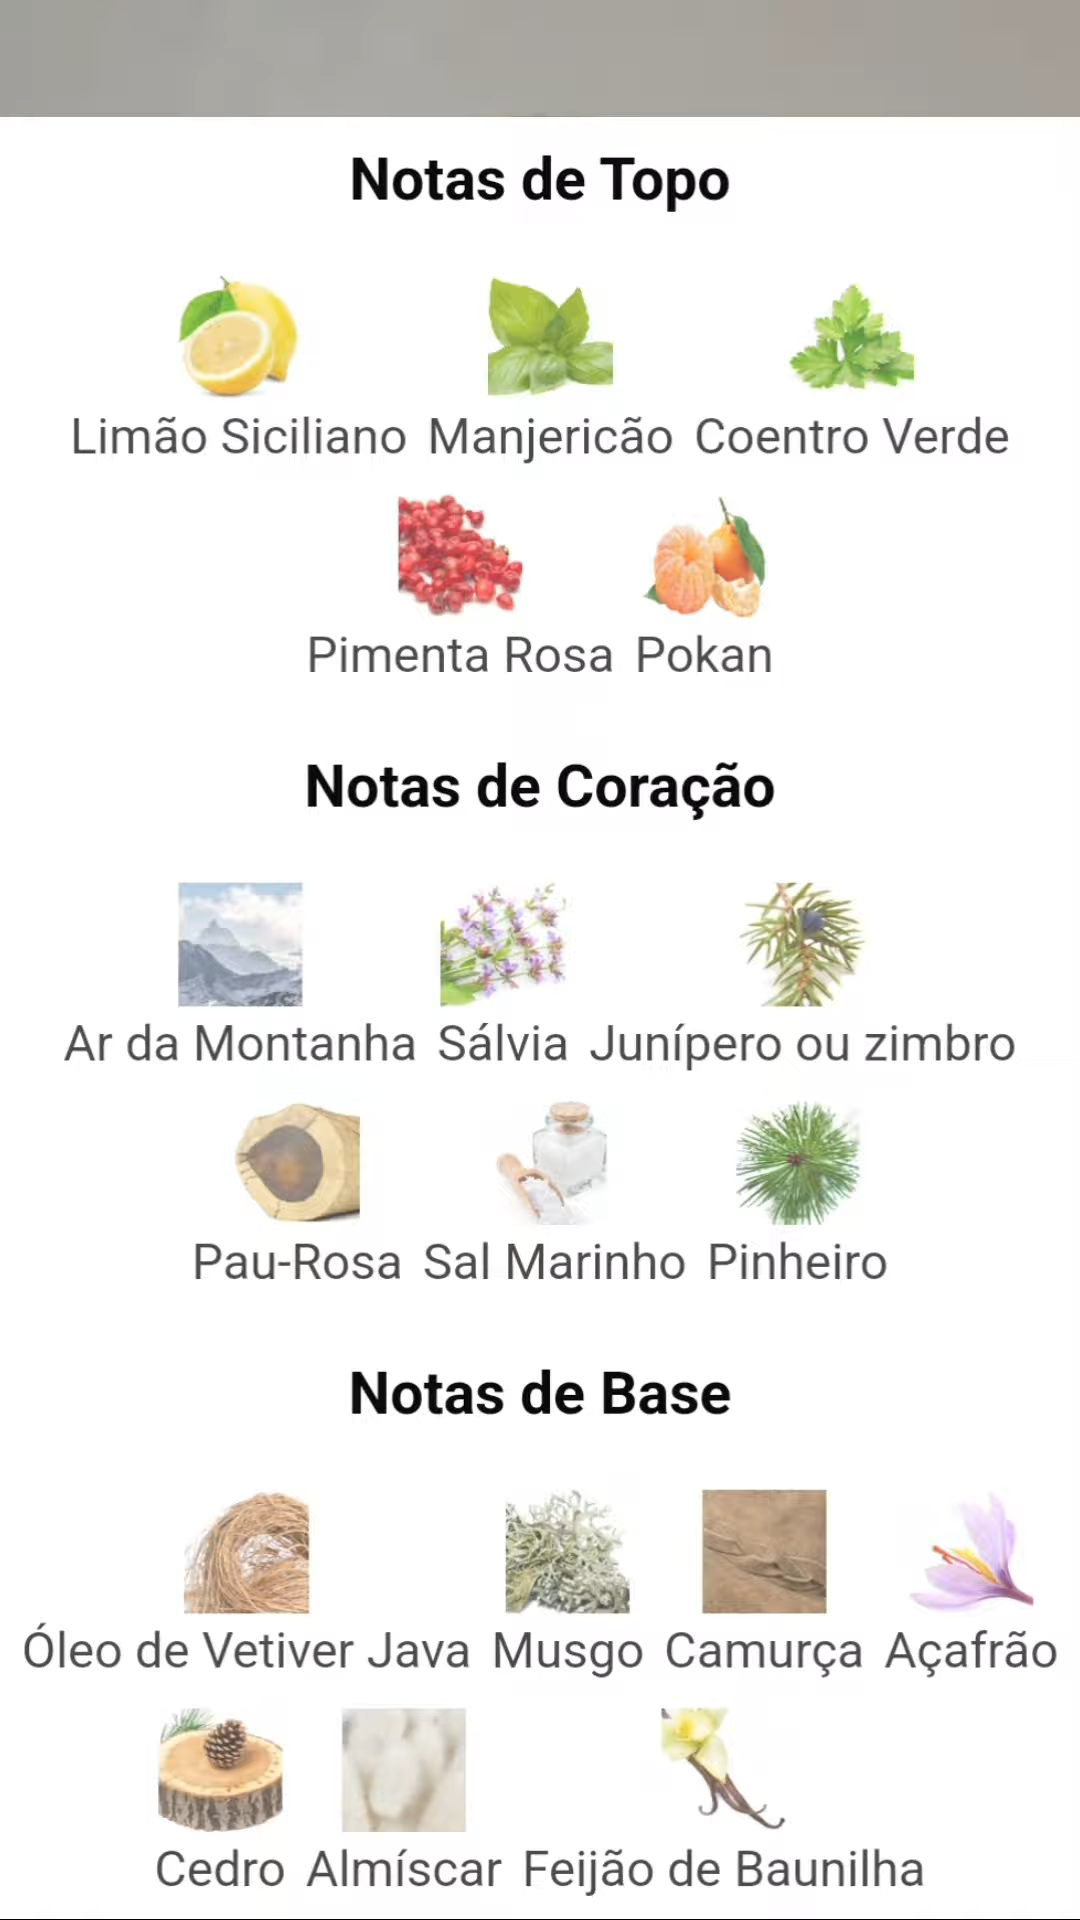 Notas de Topo
Limão Siciliano Manjericão Coentro Verde
Pimenta Rosa Pokan
Notas de Coração
Ar da Montanha Sálvia Junípero ou zimbro
Pau-Rosa Sal Marinho Pinheiro
Notas de Base
Óleo de Vetiver Java Musgo Camurça Açafrão
Cedro Almíscar Feijão de Baunilha